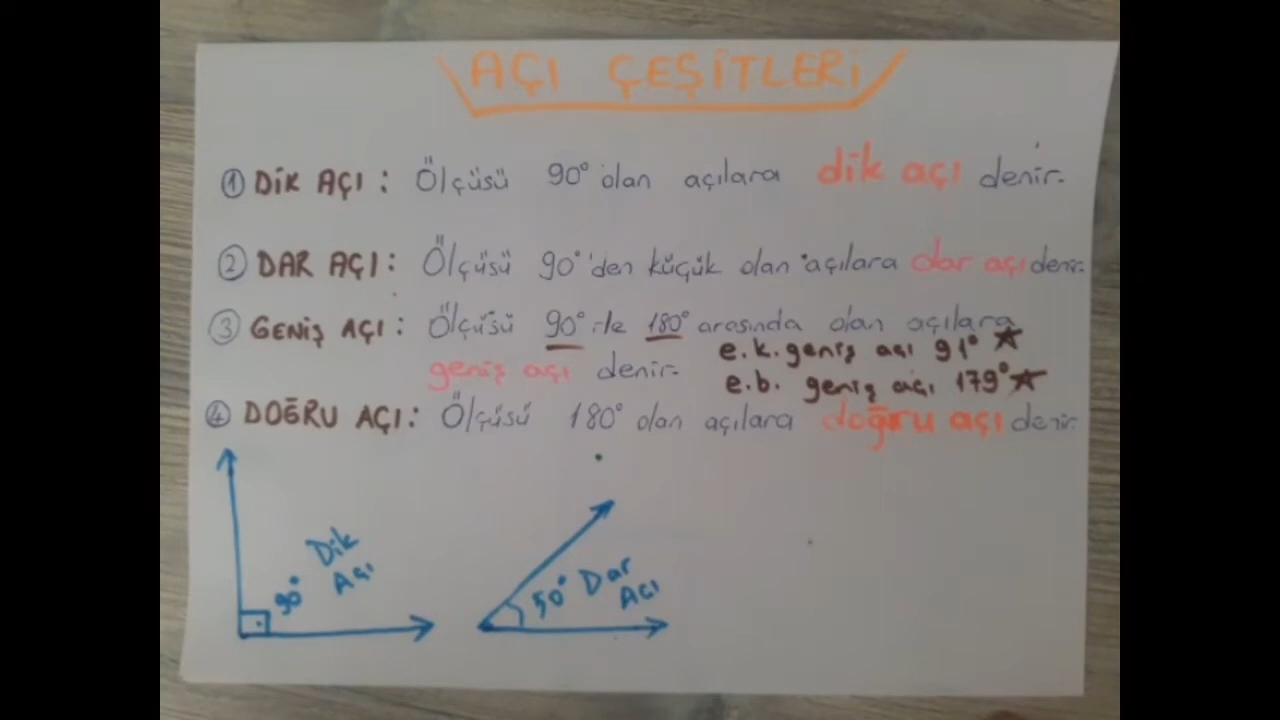 AÇI ÇEŞİTLERİ
① DİK AÇI : Ölçüsü 90° olan açılara dik açı denir.
② DAR AÇI : Ölçüsü 90°'den küçük olan açılara dar açı denir.
③ GENİŞ AÇI : Ölçüsü 90° ile 180° arasında olan açılara
geniş açı denir.
e.k. geniş açı 91° ★
e.b. geniş açı 179° ★
④ DOĞRU AÇI : Ölçüsü 180° olan açılara doğru açı denir.
90° Dik
Açı
50° Dar
Açı